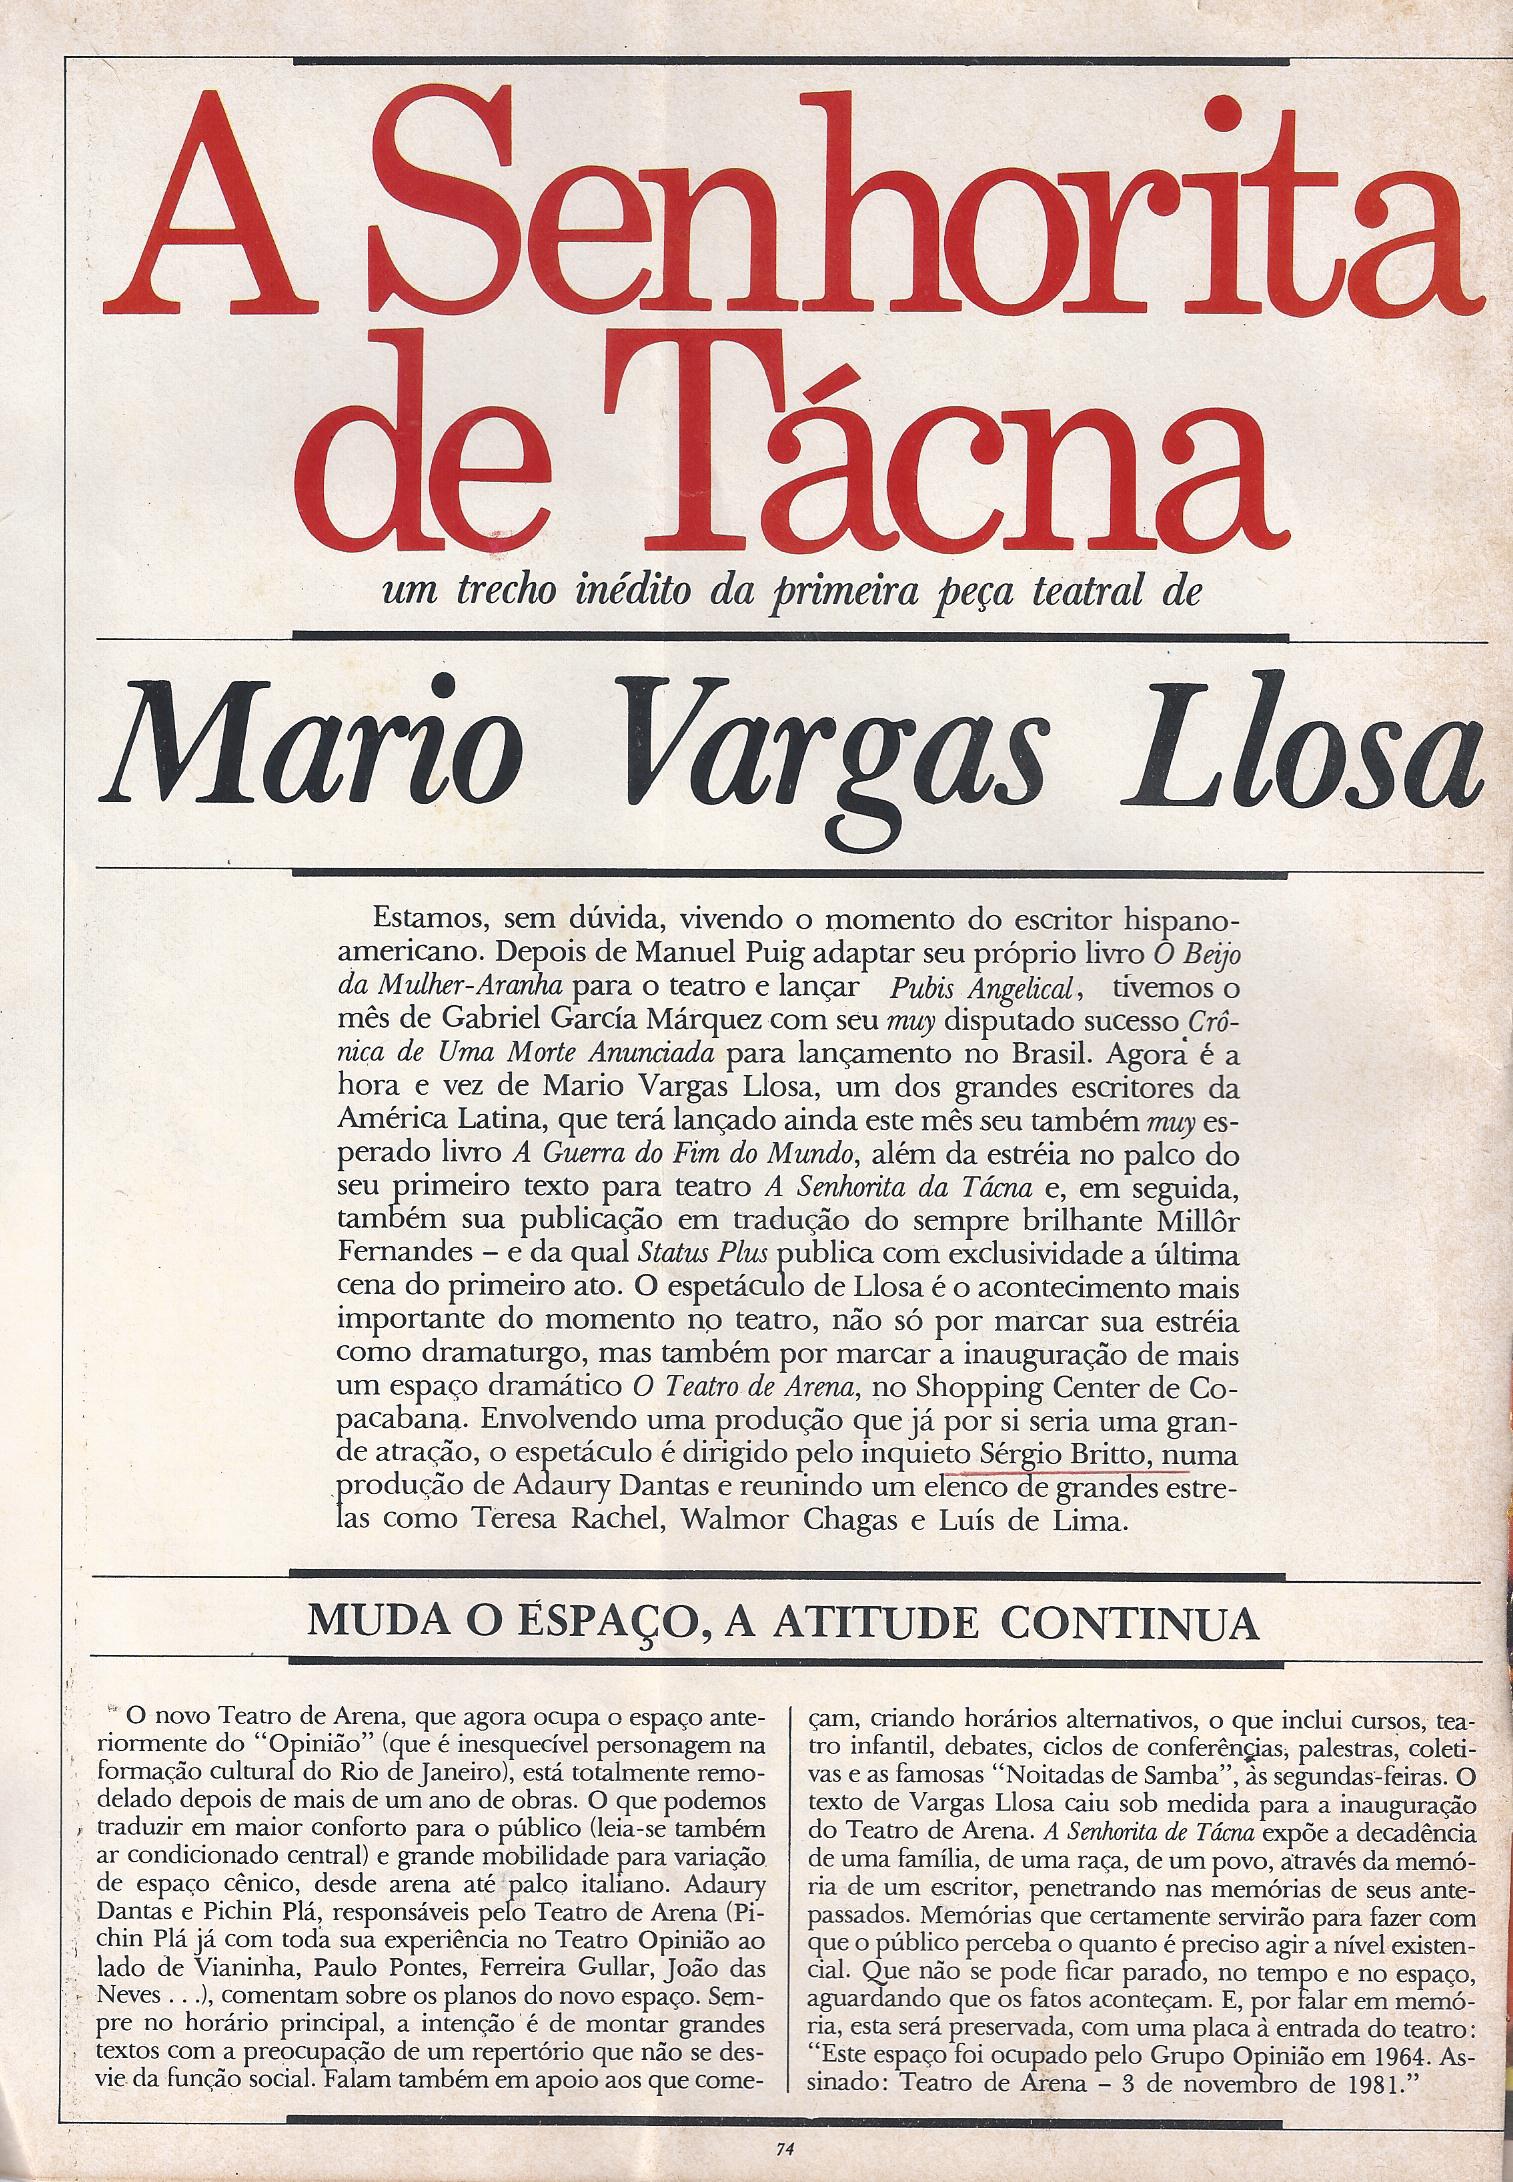 A Senhorita
de Tácna
um trecho inédito da primeira peça teatral de
Mario Vargas Llosa
Estamos, sem dúvida, vivendo o momento do escritor hispano-
americano. Depois de Manuel Puig adaptar seu próprio livro O Beijo
da Mulher-Aranha para o teatro e lançar Pubis Angelical, tivemos o
mês de Gabriel García Márquez com seu muy disputado sucesso Crô-
nica de Uma Morte Anunciada para lançamento no Brasil. Agora é a
hora e vez de Mario Vargas Llosa, um dos grandes escritores da
América Latina, que terá lançado ainda este mês seu também muy es-
perado livro A Guerra do Fim do Mundo, além da estréia no palco do
seu primeiro texto para teatro A Senhorita da Tácna e, em seguida,
também sua publicação em tradução do sempre brilhante Millôr
Fernandes – e da qual Status Plus publica com exclusividade a última
cena do primeiro ato. O espetáculo de Llosa é o acontecimento mais
importante do momento no teatro, não só por marcar sua estréia
como dramaturgo, mas também por marcar a inauguração de mais
um espaço dramático O Teatro de Arena, no Shopping Center de Co-
pacabana. Envolvendo uma produção que já por si seria uma gran-
de atração, o espetáculo é dirigido pelo inquieto Sérgio Britto, numa
produção de Adaury Dantas e reunindo um elenco de grandes estre-
las como Teresa Rachel, Walmor Chagas e Luís de Lima.
MUDA O ESPAÇO, A ATITUDE CONTINUA
O novo Teatro de Arena, que agora ocupa o espaço ante-
riormente do “Opinião” (que é inesquecível personagem na
formação cultural do Rio de Janeiro), está totalmente remo-
delado depois de mais de um ano de obras. O que podemos
traduzir em maior conforto para o público (leia-se também
ar condicionado central) e grande mobilidade para variação
de espaço cênico, desde arena até palco italiano. Adaury
Dantas e Pichin Plá, responsáveis pelo Teatro de Arena (Pi-
chin Plá já com toda sua experiência no Teatro Opinião ao
lado de Vianinha, Paulo Pontes, Ferreira Gullar, João das
Neves . . .), comentam sobre os planos do novo espaço. Sem-
pre no horário principal, a intenção é de montar grandes
textos com a preocupação de um repertório que não se des-
vie da função social. Falam também em apoio aos que come-
çam, criando horários alternativos, o que inclui cursos, tea-
tro infantil, debates, ciclos de conferências, palestras, coleti-
vas e as famosas “Noitadas de Samba”, às segundas-feiras. O
texto de Vargas Llosa caiu sob medida para a inauguração
do Teatro de Arena. A Senhorita de Tácna expõe a decadência
de uma família, de uma raça, de um povo, através da memó-
ria de um escritor, penetrando nas memórias de seus ante-
passados. Memórias que certamente servirão para fazer com
que o público perceba o quanto é preciso agir a nível existen-
cial. Que não se pode ficar parado, no tempo e no espaço,
aguardando que os fatos aconteçam. E, por falar em memó-
ria, esta será preservada, com uma placa à entrada do teatro:
“Este espaço foi ocupado pelo Grupo Opinião em 1964. As-
sinado: Teatro de Arena – 3 de novembro de 1981.”
74